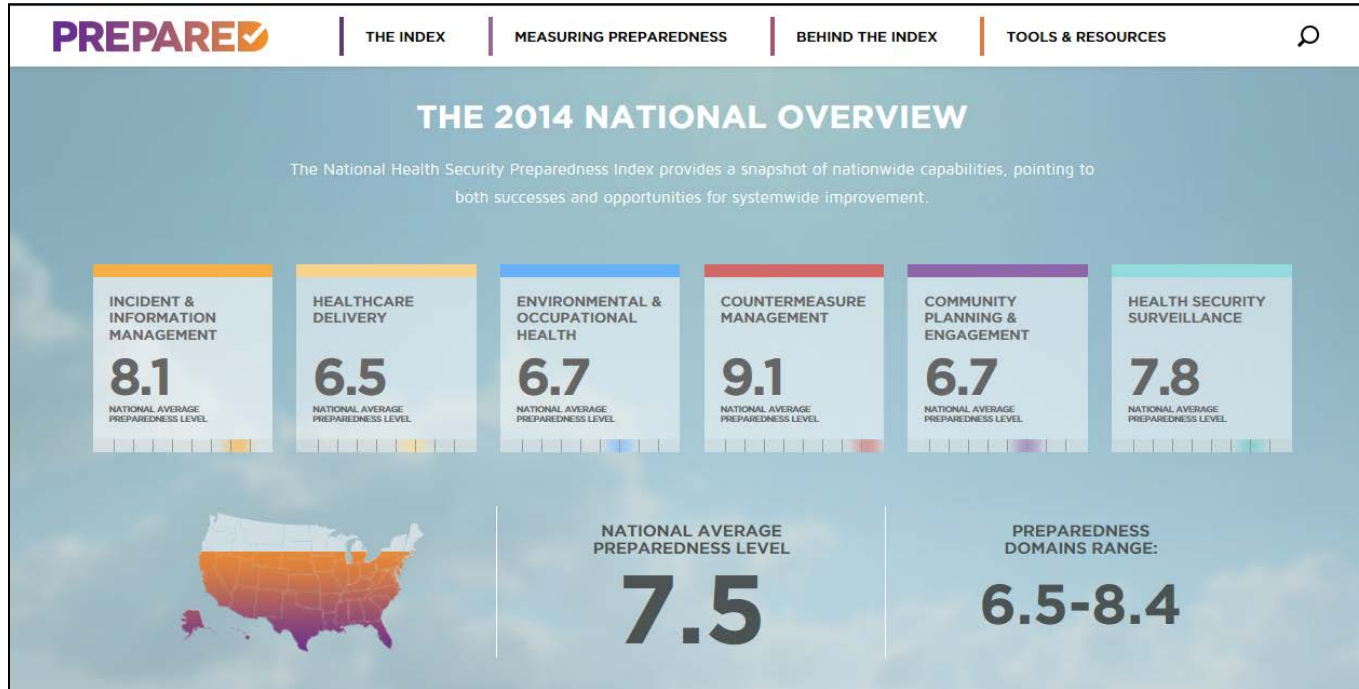 PREPARED
THE INDEX
MEASURING PREPAREDNESS
BEHIND THE INDEX
TOOLS & RESOURCES
THE 2014 NATIONAL OVERVIEW
The National Health Security Preparedness Index provides a snapshot of nationwide capabilities, pointing to
both successes and opportunities for systemwide improvement.
INCIDENT &
INFORMATION
MANAGEMENT
8.1
NATIONAL AVERAGE
PREPAREDNESS LEVEL
HEALTHCARE
DELIVERY
6.5
NATIONAL AVERAGE
PREPAREDNESS LEVEL
ENVIRONMENTAL &
OCCUPATIONAL
HEALTH
6.7
NATIONAL AVERAGE
PREPAREDNESS LEVEL
COUNTERMEASURE
MANAGEMENT
9.1
NATIONAL AVERAGE
PREPAREDNESS LEVEL
COMMUNITY
PLANNING &
ENGAGEMENT
6.7
NATIONAL AVERAGE
PREPAREDNESS LEVEL
HEALTH SECURITY
SURVEILLANCE
7.8
NATIONAL AVERAGE
PREPAREDNESS LEVEL
NATIONAL AVERAGE
PREPAREDNESS LEVEL
7.5
PREPAREDNESS
DOMAINS RANGE:
6.5-8.4